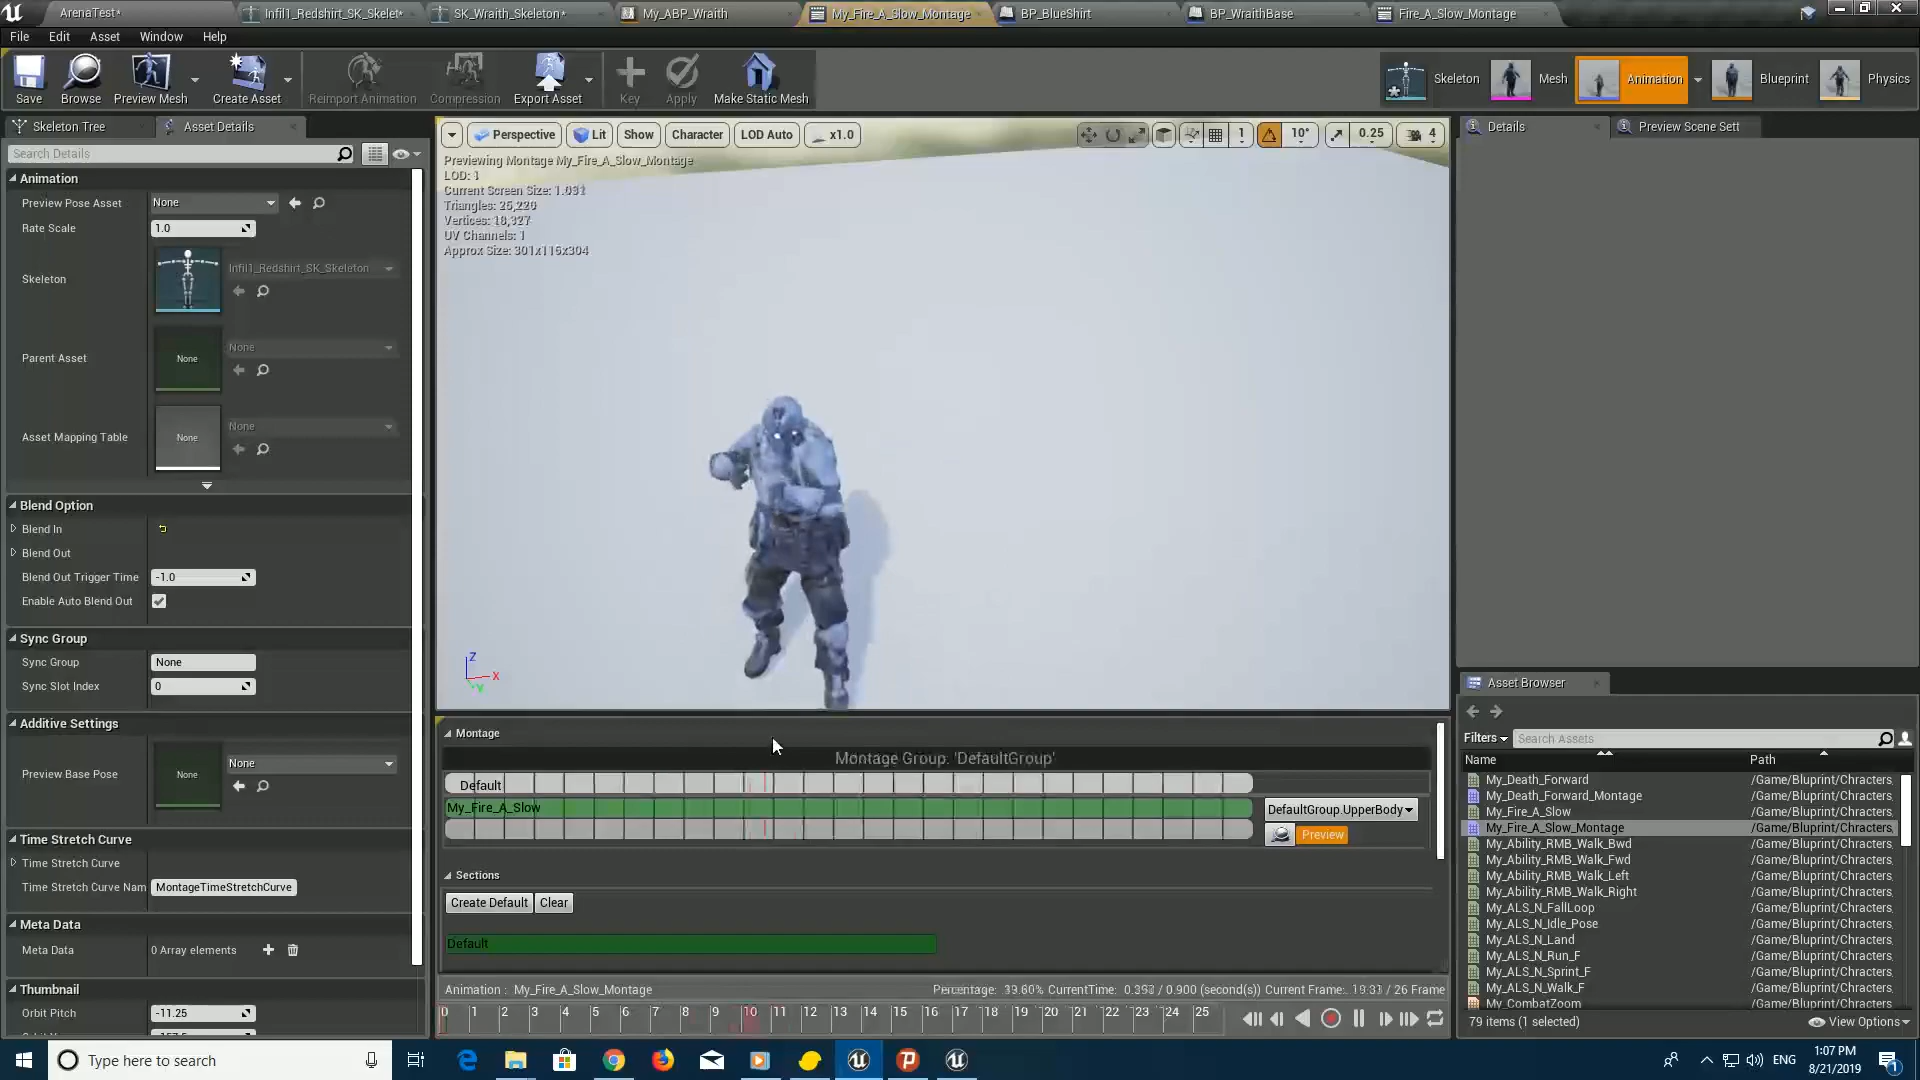 ArenaTest*
Infil1_Redshirt_SK_Skelet*
SK_Wraith_Skeleton*
My_ABP_Wraith
My_Fire_A_Slow_Montage
BP_BlueShirt
BP_WraithBase
Fire_A_Slow_Montage
File Edit Asset Window Help
Save
Browse
Preview Mesh
Create Asset
Reimport Animation
Compression
Export Asset
Key
Apply
Make Static Mesh
Skeleton
Mesh
Animation
Blueprint
Physics
Skeleton Tree
Asset Details
Search Details
Animation
Preview Pose Asset None
Rate Scale 1.0
Skeleton Infil1_Redshirt_SK_Skeleton
Parent Asset None None
Asset Mapping Table None None
Blend Option
Blend In
Blend Out
Blend Out Trigger Time -1.0
Enable Auto Blend Out
Sync Group
Sync Group None
Sync Slot Index 0
Additive Settings
Preview Base Pose None None
Time Stretch Curve
Time Stretch Curve
Time Stretch Curve Nam MontageTimeStretchCurve
Meta Data
Meta Data 0 Array elements
Thumbnail
Orbit Pitch -11.25
Perspective Lit Show Character LOD Auto x1.0
1 10° 0.25 4
Previewing Montage My_Fire_A_Slow_Montage
LOD: 1
Current Screen Size: 1.031
Triangles: 25,220
Vertices: 18,327
UV Channels: 1
Approx Size: 301x116x304
Z
X
Y
Montage
Montage Group: 'DefaultGroup'
Default
My_Fire_A_Slow
DefaultGroup.UpperBody
Preview
Sections
Create Default Clear
Default
Animation : My_Fire_A_Slow_Montage
Percentage: CurrentTime: / 0.900 (second(s)) Current Frame: / 26 Frame
0 1 2 3 4 5 6 7 8 9 10 11 12 13 14 15 16 17 18 19 20 21 22 23 24 25
Details
Preview Scene Sett
Asset Browser
Filters Search Assets
Name Path
My_Death_Forward /Game/Bluprint/Chracters,
My_Death_Forward_Montage /Game/Bluprint/Chracters,
My_Fire_A_Slow /Game/Bluprint/Chracters,
My_Fire_A_Slow_Montage /Game/Bluprint/Chracters,
My_Ability_RMB_Walk_Bwd /Game/Bluprint/Chracters,
My_Ability_RMB_Walk_Fwd /Game/Bluprint/Chracters,
My_Ability_RMB_Walk_Left /Game/Bluprint/Chracters,
My_Ability_RMB_Walk_Right /Game/Bluprint/Chracters,
My_ALS_N_FallLoop /Game/Bluprint/Chracters,
My_ALS_N_Idle_Pose /Game/Bluprint/Chracters,
My_ALS_N_Land /Game/Bluprint/Chracters,
My_ALS_N_Run_F /Game/Bluprint/Chracters,
My_ALS_N_Sprint_F /Game/Bluprint/Chracters,
My_ALS_N_Walk_F /Game/Bluprint/Chracters,
My_CombatZoom /Game/Bluprint/Chracters,
79 items (1 selected) View Options
Type here to search
ENG
1:07 PM
8/21/2019
1